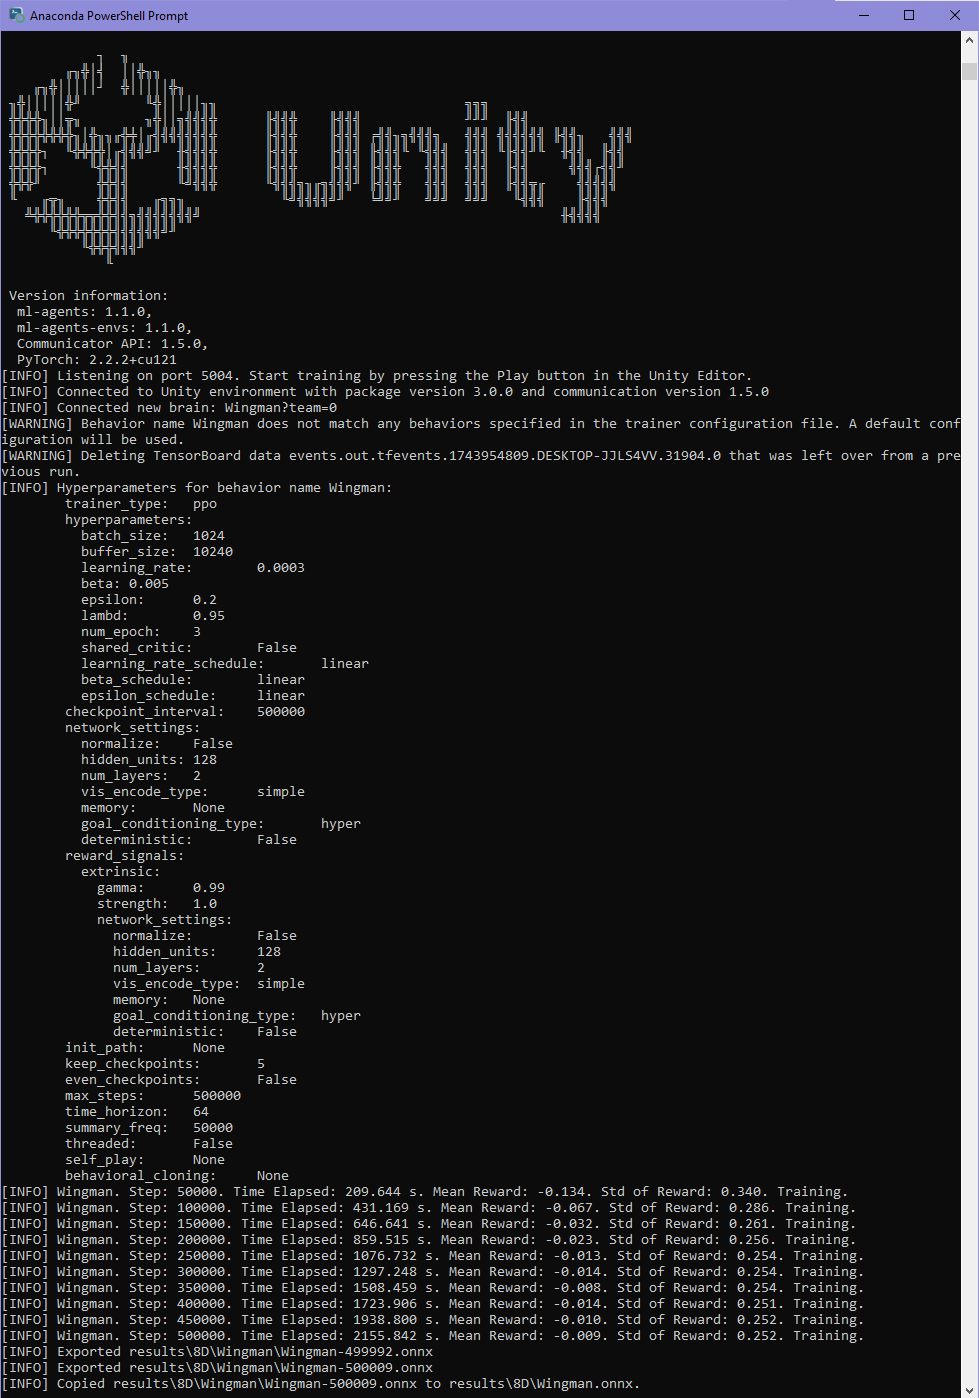 Anaconda PowerShell Prompt
Version information:
ml-agents: 1.1.0,
ml-agents-envs: 1.1.0,
Communicator API: 1.5.0,
PyTorch: 2.2.2+cu121
[INFO] Listening on port 5004. Start training by pressing the Play button in the Unity Editor.
[INFO] Connected to Unity environment with package version 3.0.0 and communication version 1.5.0
[INFO] Connected new brain: Wingman?team=0
[WARNING] Behavior name Wingman does not match any behaviors specified in the trainer configuration file. A default conf
iguration will be used.
[WARNING] Deleting TensorBoard data events.out.tfevents.1743954809.DESKTOP-JJLS4VV.31904.0 that was left over from a pre
vious run.
[INFO] Hyperparameters for behavior name Wingman:
trainer_type: ppo
hyperparameters:
batch_size: 1024
buffer_size: 10240
learning_rate: 0.0003
beta: 0.005
epsilon: 0.2
lambd: 0.95
num_epoch: 3
shared_critic: False
learning_rate_schedule: linear
beta_schedule: linear
epsilon_schedule: linear
checkpoint_interval: 500000
network_settings:
normalize: False
hidden_units: 128
num_layers: 2
vis_encode_type: simple
memory: None
goal_conditioning_type: hyper
deterministic: False
reward_signals:
extrinsic:
gamma: 0.99
strength: 1.0
network_settings:
normalize: False
hidden_units: 128
num_layers: 2
vis_encode_type: simple
memory: None
goal_conditioning_type: hyper
deterministic: False
init_path: None
keep_checkpoints: 5
even_checkpoints: False
max_steps: 500000
time_horizon: 64
summary_freq: 50000
threaded: False
self_play: None
behavioral_cloning: None
[INFO] Wingman. Step: 50000. Time Elapsed: 209.644 s. Mean Reward: -0.134. Std of Reward: 0.340. Training.
[INFO] Wingman. Step: 100000. Time Elapsed: 431.169 s. Mean Reward: -0.067. Std of Reward: 0.286. Training.
[INFO] Wingman. Step: 150000. Time Elapsed: 646.641 s. Mean Reward: -0.032. Std of Reward: 0.261. Training.
[INFO] Wingman. Step: 200000. Time Elapsed: 859.515 s. Mean Reward: -0.023. Std of Reward: 0.256. Training.
[INFO] Wingman. Step: 250000. Time Elapsed: 1076.732 s. Mean Reward: -0.013. Std of Reward: 0.254. Training.
[INFO] Wingman. Step: 300000. Time Elapsed: 1297.248 s. Mean Reward: -0.014. Std of Reward: 0.254. Training.
[INFO] Wingman. Step: 350000. Time Elapsed: 1508.459 s. Mean Reward: -0.008. Std of Reward: 0.254. Training.
[INFO] Wingman. Step: 400000. Time Elapsed: 1723.906 s. Mean Reward: -0.014. Std of Reward: 0.251. Training.
[INFO] Wingman. Step: 450000. Time Elapsed: 1938.800 s. Mean Reward: -0.010. Std of Reward: 0.252. Training.
[INFO] Wingman. Step: 500000. Time Elapsed: 2155.842 s. Mean Reward: -0.009. Std of Reward: 0.252. Training.
[INFO] Exported results\8D\Wingman\Wingman-499992.onnx
[INFO] Exported results\8D\Wingman\Wingman-500009.onnx
[INFO] Copied results\8D\Wingman\Wingman-500009.onnx to results\8D\Wingman.onnx.